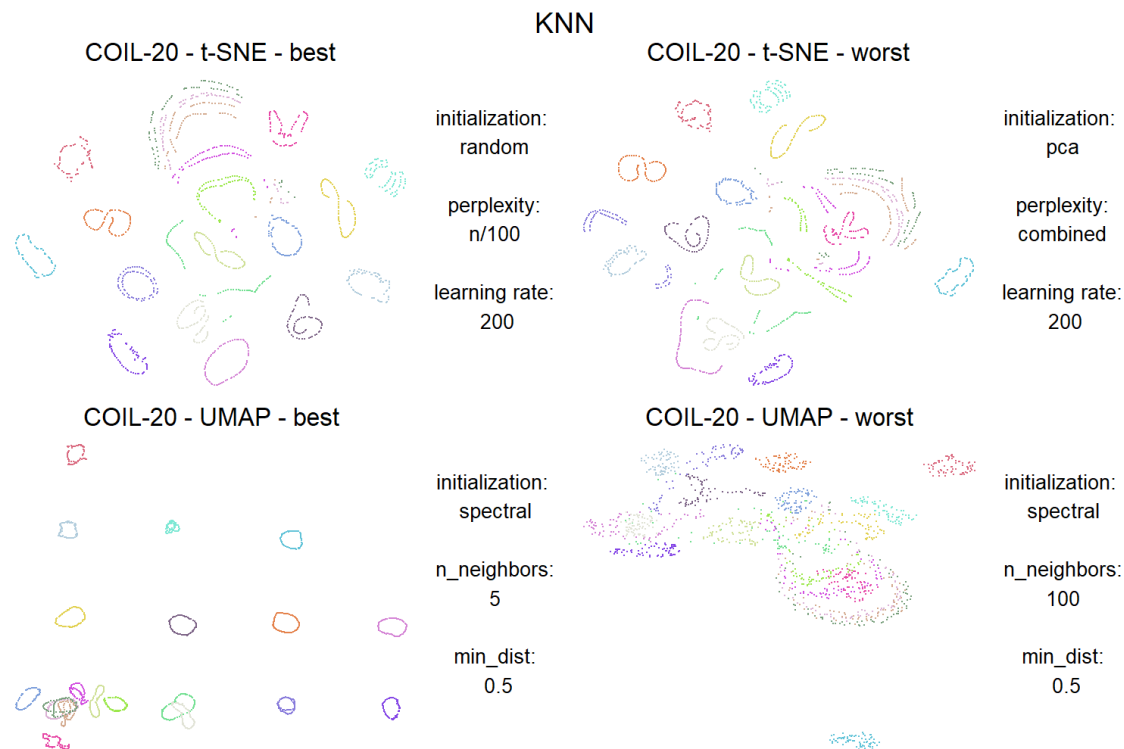 KNN
COIL-20 - t-SNE - best
initialization:
random
perplexity:
n/100
learning rate:
200
COIL-20 - t-SNE - worst
initialization:
pca
perplexity:
combined
learning rate:
200
COIL-20 - UMAP - best
initialization:
spectral
n_neighbors:
5
min_dist:
0.5
COIL-20 - UMAP - worst
initialization:
spectral
n_neighbors:
100
min_dist:
0.5